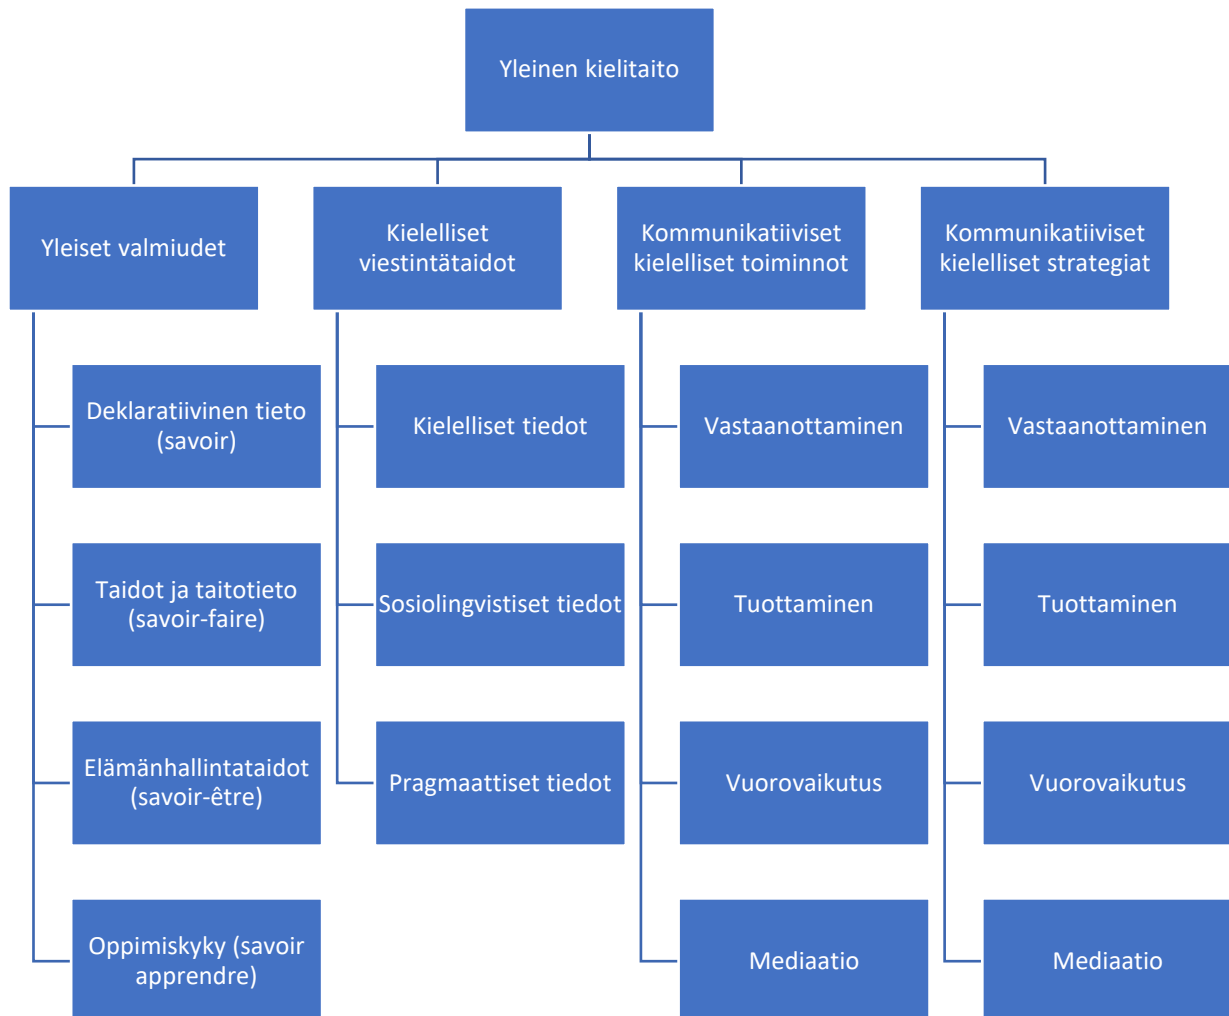 Yleinen kielitaito
Yleiset valmiudet
Kielelliset
viestintätaidot
Kommunikatiiviset
kielelliset toiminnot
Kommunikatiiviset
kielelliset strategiat
Deklaratiivinen tieto
(savoir)
Kielelliset tiedot
Vastaanottaminen
Vastaanottaminen
Taidot ja taitotieto
(savoir-faire)
Sosiolingvistiset tiedot
Tuottaminen
Tuottaminen
Elämänhallintataidot
(savoir-être)
Pragmaattiset tiedot
Vuorovaikutus
Vuorovaikutus
Oppimiskyky (savoir
apprendre)
Mediaatio
Mediaatio